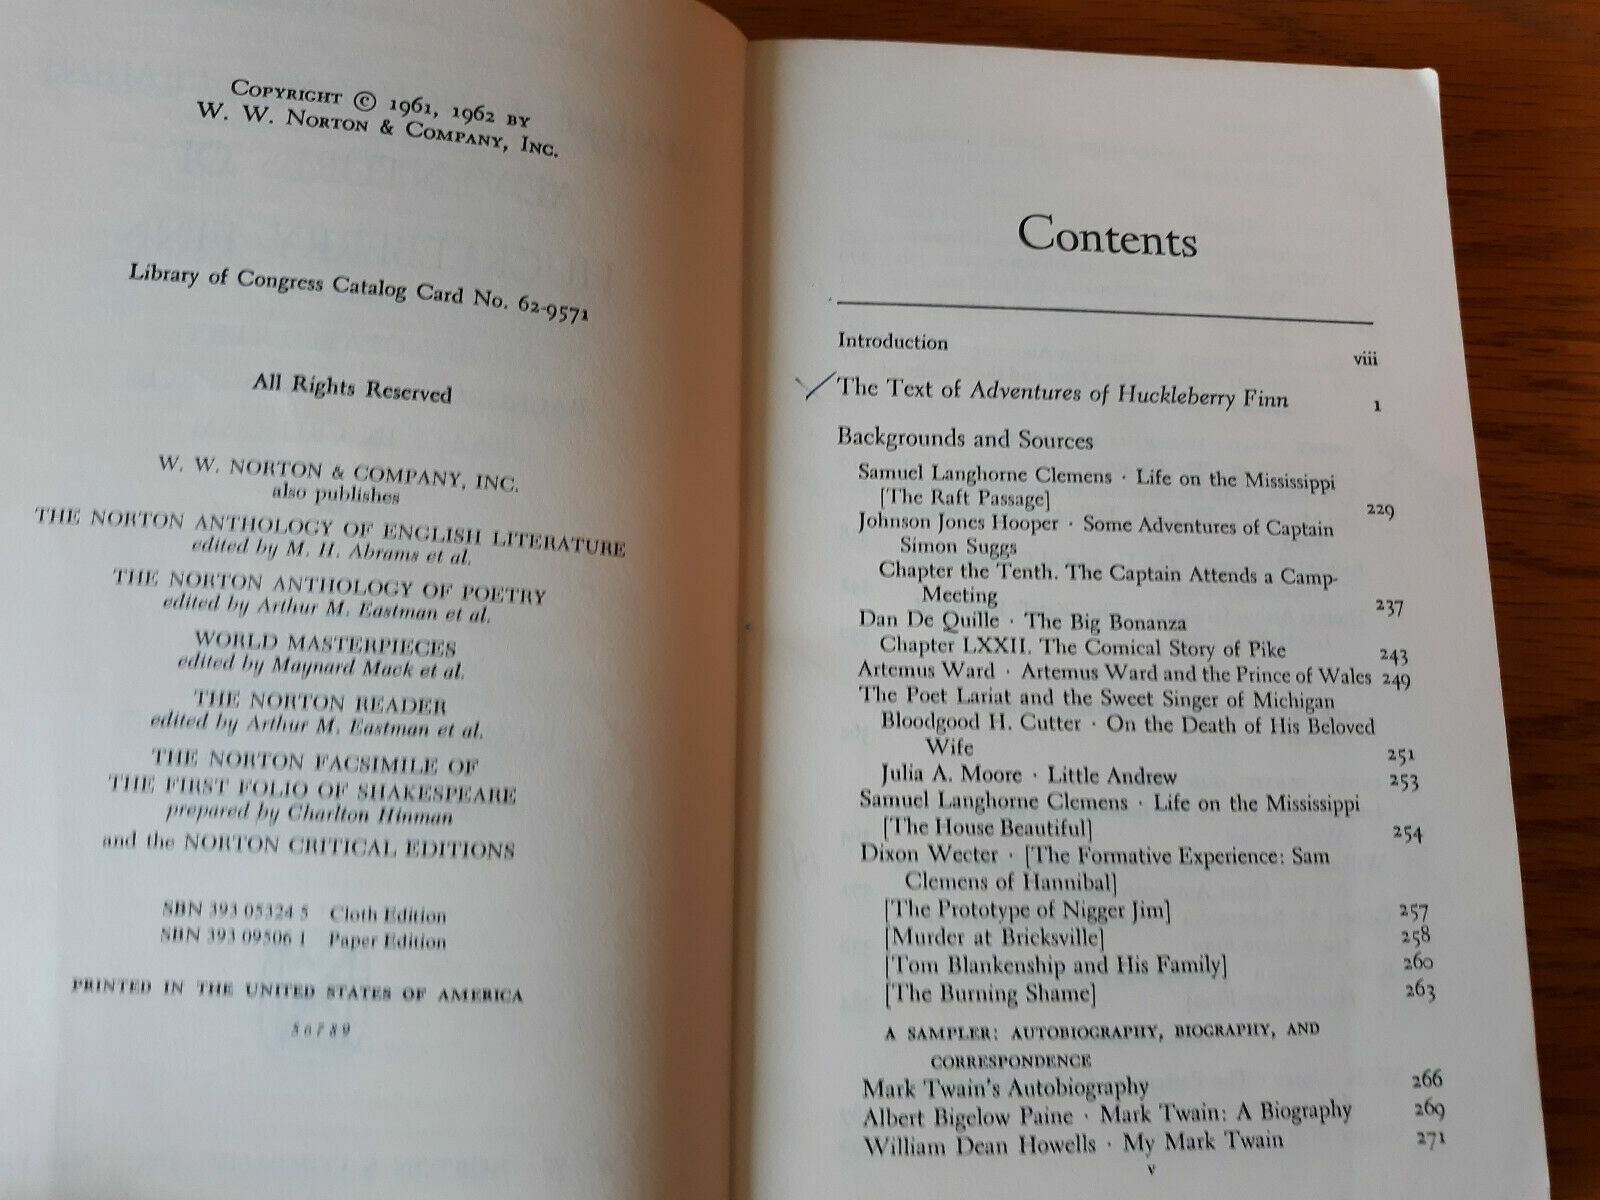 COPYRIGHT © 1961, 1962 BY
W. W. NORTON & COMPANY, INC.
Library of Congress Catalog Card No. 62-9571
All Rights Reserved
W. W. NORTON & COMPANY, INC.
also publishes
THE NORTON ANTHOLOGY OF ENGLISH LITERATURE
edited by M. H. Abrams et al.
THE NORTON ANTHOLOGY OF POETRY
edited by Arthur M. Eastman et al.
WORLD MASTERPIECES
edited by Maynard Mack et al.
THE NORTON READER
edited by Arthur M. Eastman et al.
THE NORTON FACSIMILE OF
THE FIRST FOLIO OF SHAKESPEARE
prepared by Charlton Hinman
and the NORTON CRITICAL EDITIONS
SBN 393 05324 5 Cloth Edition
SBN 393 09506 1 Paper Edition
PRINTED IN THE UNITED STATES OF AMERICA
5 6 7 8 9
Contents
Introduction viii
The Text of Adventures of Huckleberry Finn 1
Backgrounds and Sources
Samuel Langhorne Clemens · Life on the Mississippi
[The Raft Passage] 229
Johnson Jones Hooper · Some Adventures of Captain
Simon Suggs
Chapter the Tenth. The Captain Attends a Camp-
Meeting 237
Dan De Quille · The Big Bonanza
Chapter LXXII. The Comical Story of Pike 243
Artemus Ward · Artemus Ward and the Prince of Wales 249
The Poet Lariat and the Sweet Singer of Michigan
Bloodgood H. Cutter · On the Death of His Beloved
Wife 251
Julia A. Moore · Little Andrew 253
Samuel Langhorne Clemens · Life on the Mississippi
[The House Beautiful] 254
Dixon Wecter · [The Formative Experience: Sam
Clemens of Hannibal]
[The Prototype of Nigger Jim] 257
[Murder at Bricksville] 258
[Tom Blankenship and His Family] 260
[The Burning Shame] 263
A SAMPLER: AUTOBIOGRAPHY, BIOGRAPHY, AND
CORRESPONDENCE
Mark Twain's Autobiography 266
Albert Bigelow Paine · Mark Twain: A Biography 269
William Dean Howells · My Mark Twain 271
v